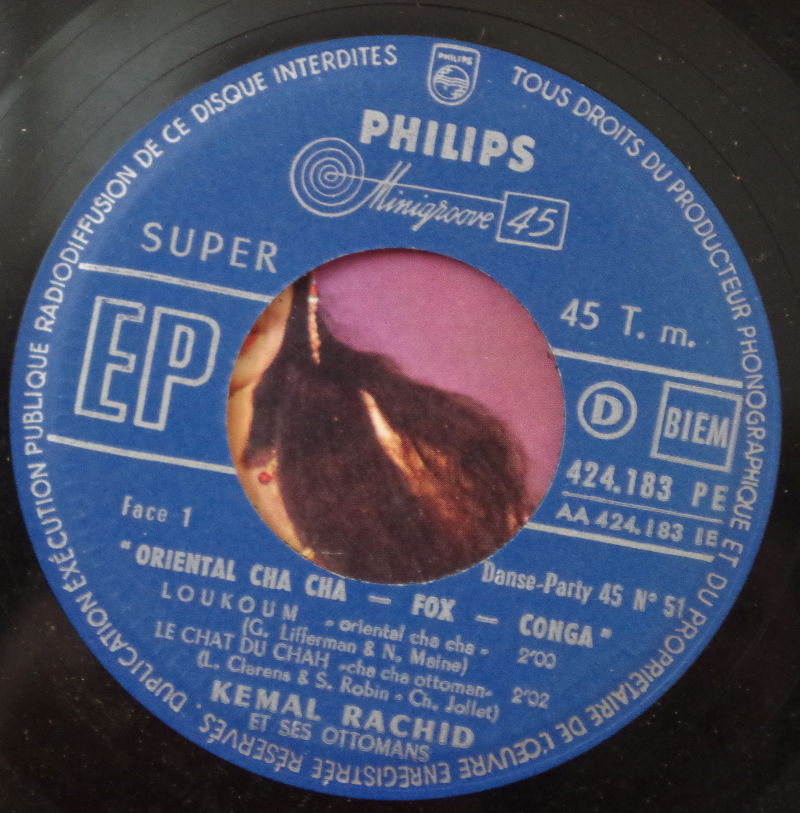 TOUS DROITS DU PRODUCTEUR PHONOGRAPHIQUE ET DU PROPRIÉTAIRE DE L'ŒUVRE ENREGISTRÉE RÉSERVÉS. DUPLICATION EXÉCUTION PUBLIQUE RADIODIFFUSION DE CE DISQUE INTERDITES
PHILIPS
PHILIPS
Minigroove 45
SUPER
45 T. m.
EP
D BIEM
424.183 PE
AA 424.183 1E
Face 1
Danse-Party 45 N° 51
"ORIENTAL CHA CHA — FOX — CONGA"
LOUKOUM « oriental cha cha »
(G. Lifferman & N. Maine) 2'00
LE CHAT DU CHAH «cha cha ottoman»
(L. Clarens & S. Robin - Ch. Jollet) 2'02
KEMAL RACHID
ET SES OTTOMANS